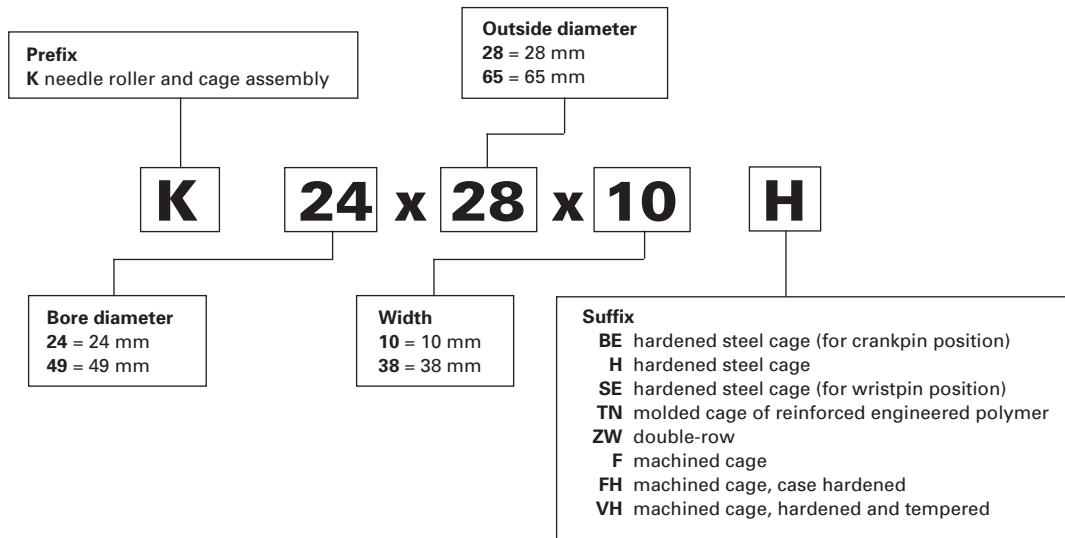 Prefix
K needle roller and cage assembly
Outside diameter
28 = 28 mm
65 = 65 mm
K 24 x 28 x 10 H
Bore diameter
24 = 24 mm
49 = 49 mm
Width
10 = 10 mm
38 = 38 mm
Suffix
BE hardened steel cage (for crankpin position)
H hardened steel cage
SE hardened steel cage (for wristpin position)
TN molded cage of reinforced engineered polymer
ZW double-row
F machined cage
FH machined cage, case hardened
VH machined cage, hardened and tempered